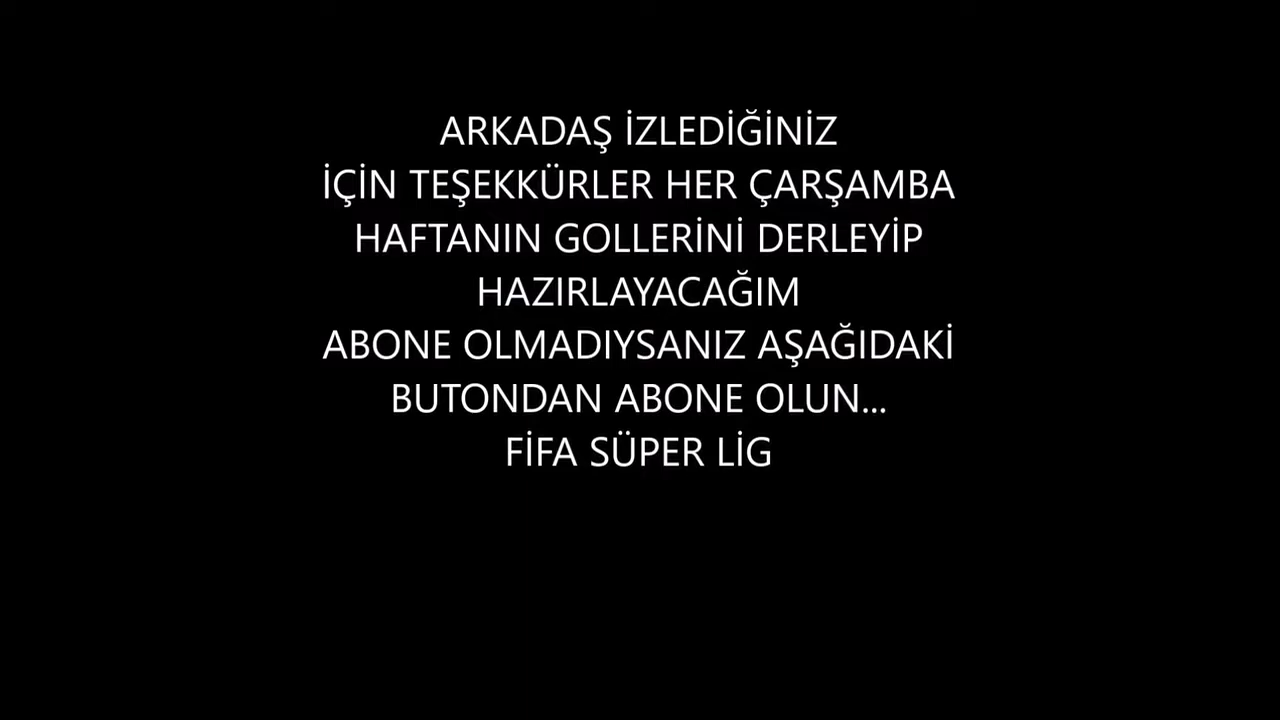 ARKADAŞ İZLEDİĞİNİZ
İÇİN TEŞEKKÜRLER HER ÇARŞAMBA
HAFTANIN GOLLERİNİ DERLEYİP
HAZIRLAYACAĞIM
ABONE OLMADIYSANIZ AŞAĞIDAKİ
BUTONDAN ABONE OLUN...
FİFA SÜPER LİG